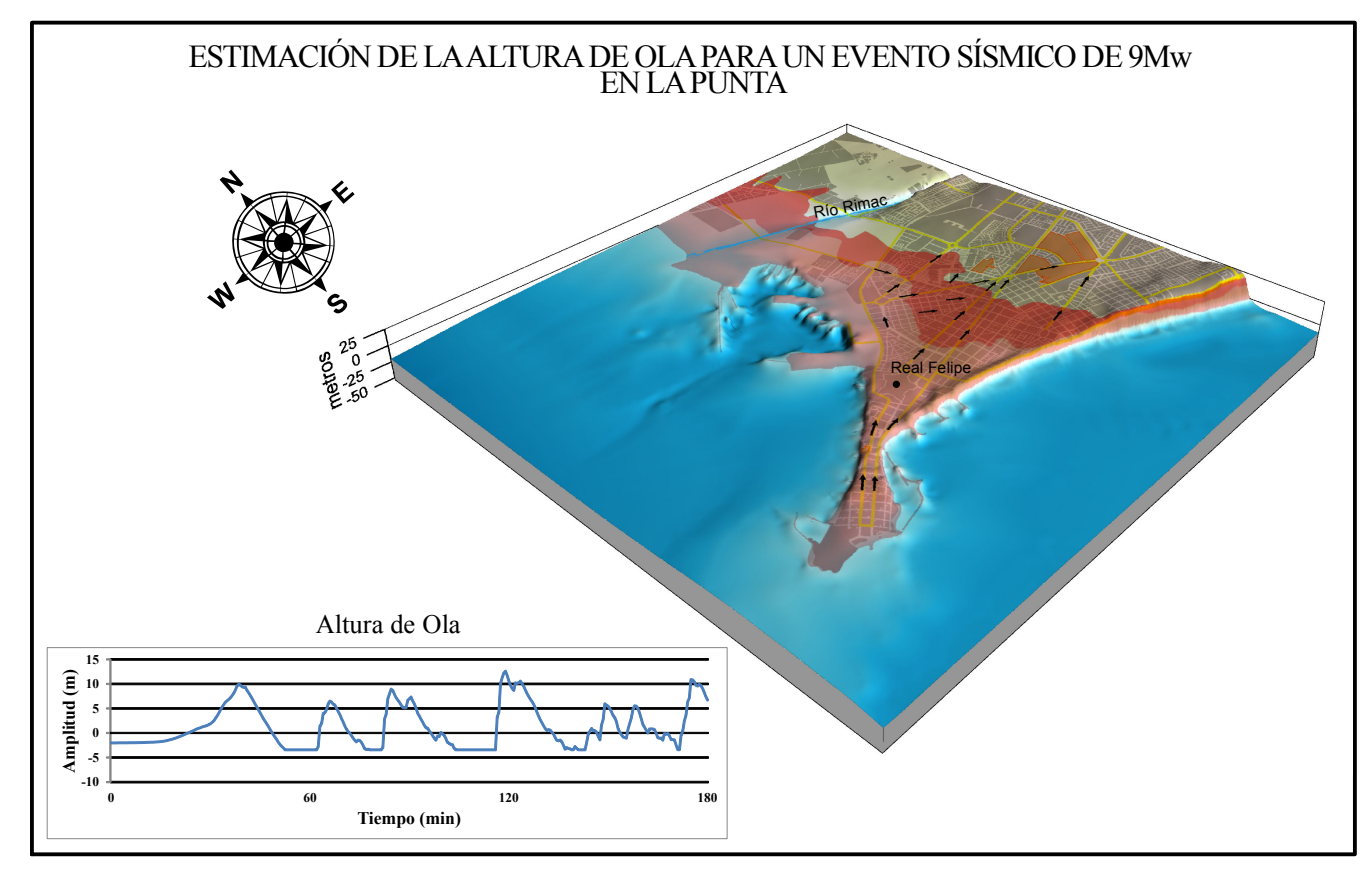 ESTIMACIÓN DE LA ALTURA DE OLA PARA UN EVENTO SÍSMICO DE 9Mw
EN LA PUNTA
N
E
W
S
Río Rimac
25
0
-25
-50
metros
Real Felipe
Altura de Ola
15
10
5
0
-5
-10
Amplitud (m)
0
60
120
180
Tiempo (min)